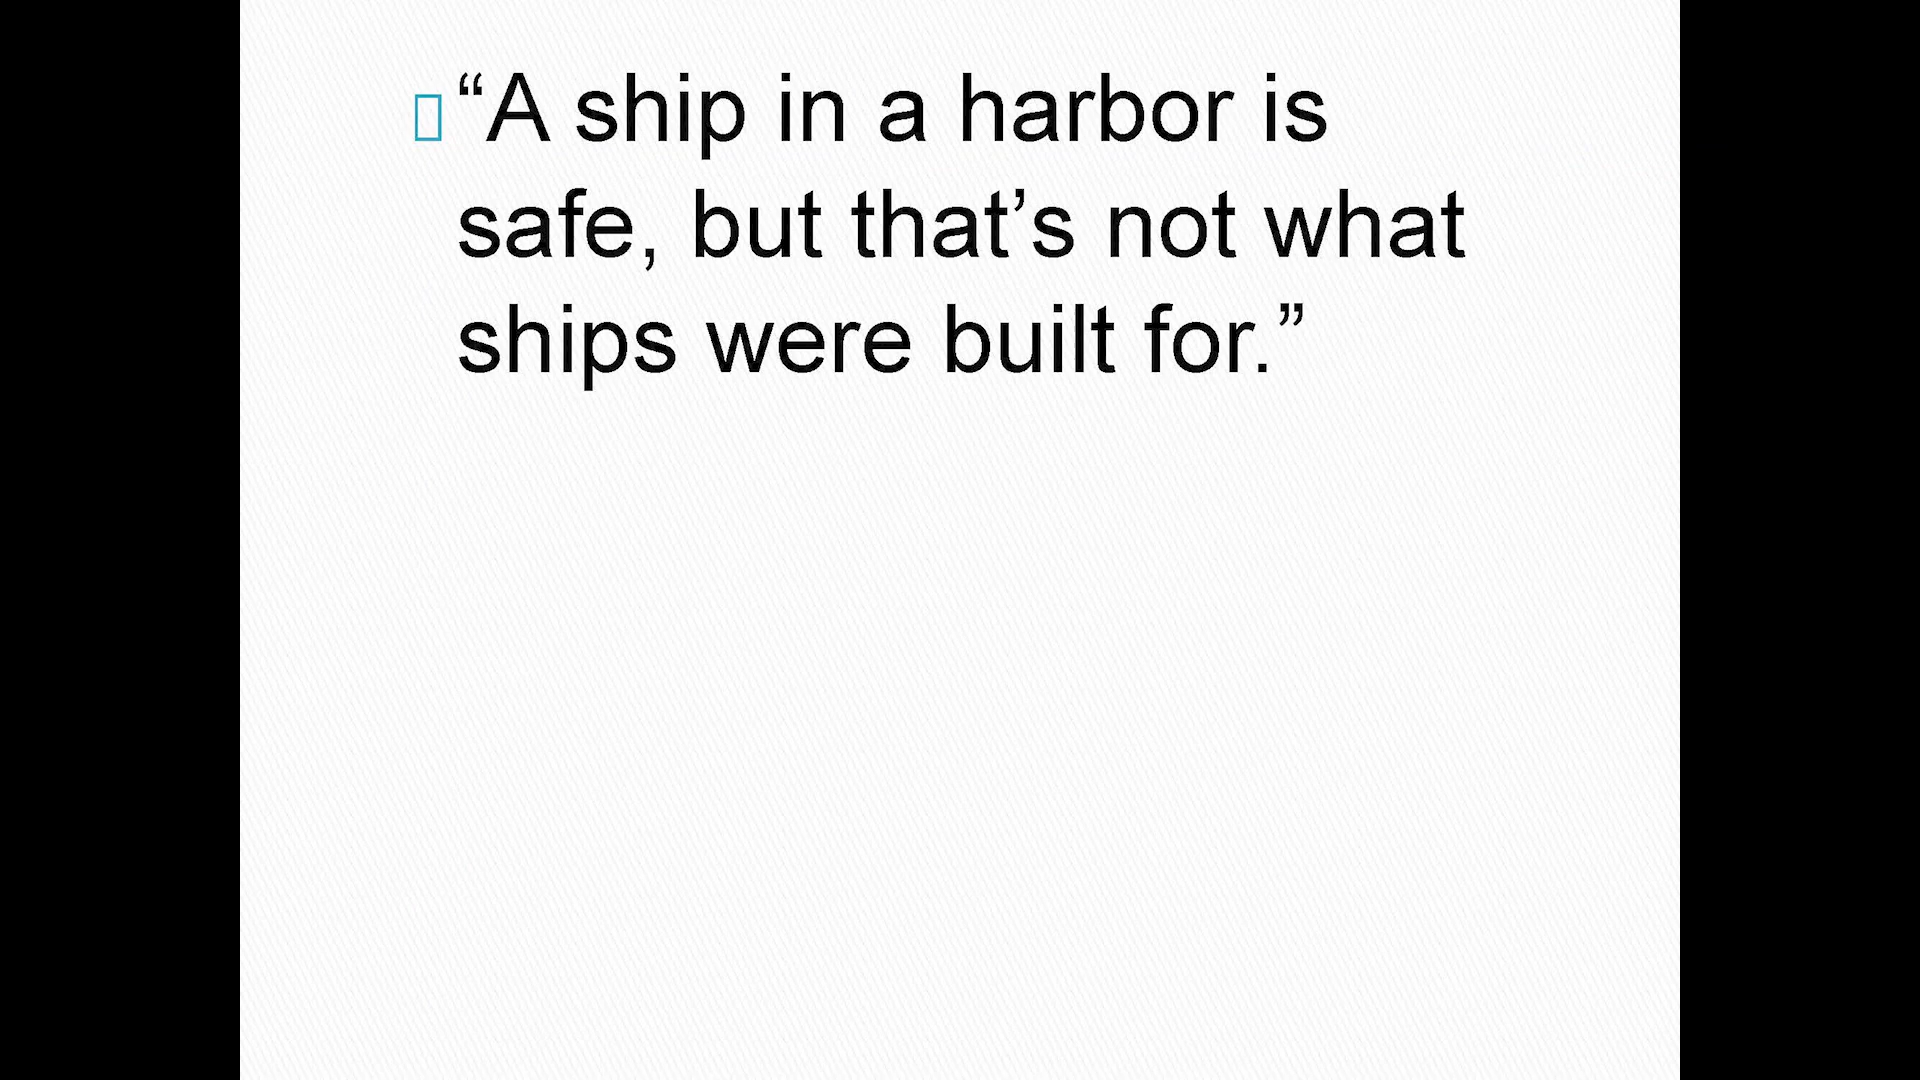 “A ship in a harbor is
safe, but that’s not what
ships were built for.”